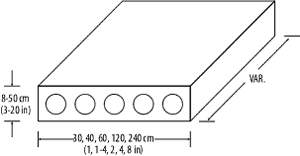 VAR.
8-50 cm
(3-20 in)
30, 40, 60, 120, 240 cm
(1, 1-4, 2, 4, 8 in)